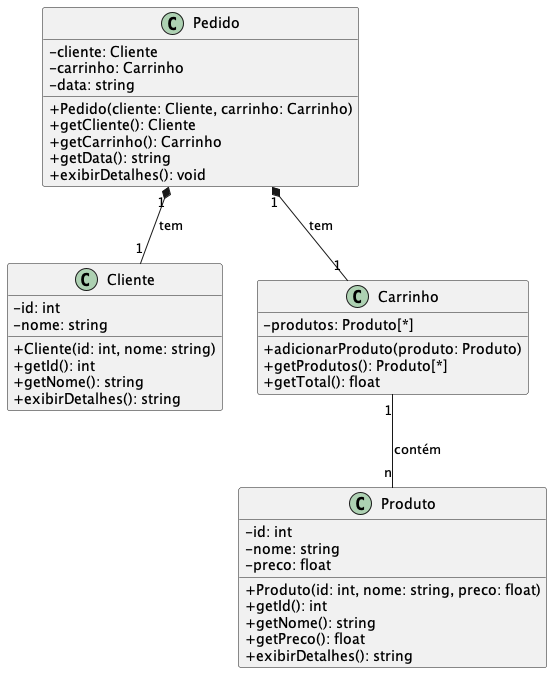 C Pedido
-cliente: Cliente
-carrinho: Carrinho
-data: string
+Pedido(cliente: Cliente, carrinho: Carrinho)
+getCliente(): Cliente
+getCarrinho(): Carrinho
+getData(): string
+exibirDetalhes(): void
1
tem
1
1
tem
1
C Cliente
-id: int
-nome: string
+Cliente(id: int, nome: string)
+getId(): int
+getNome(): string
+exibirDetalhes(): string
C Carrinho
-produtos: Produto[*]
+adicionarProduto(produto: Produto)
+getProdutos(): Produto[*]
+getTotal(): float
1
contém
n
C Produto
-id: int
-nome: string
-preco: float
+Produto(id: int, nome: string, preco: float)
+getId(): int
+getNome(): string
+getPreco(): float
+exibirDetalhes(): string